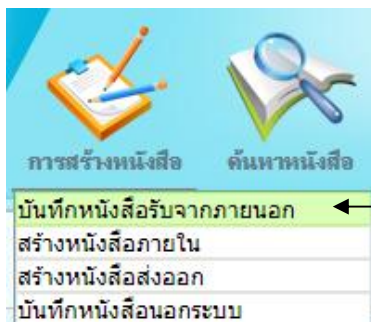 การสร้างหนังสือ
ค้นหาหนังสือ
บันทึกหนังสือรับจากภายนอก
สร้างหนังสือภายใน
สร้างหนังสือส่งออก
บันทึกหนังสือนอกระบบ